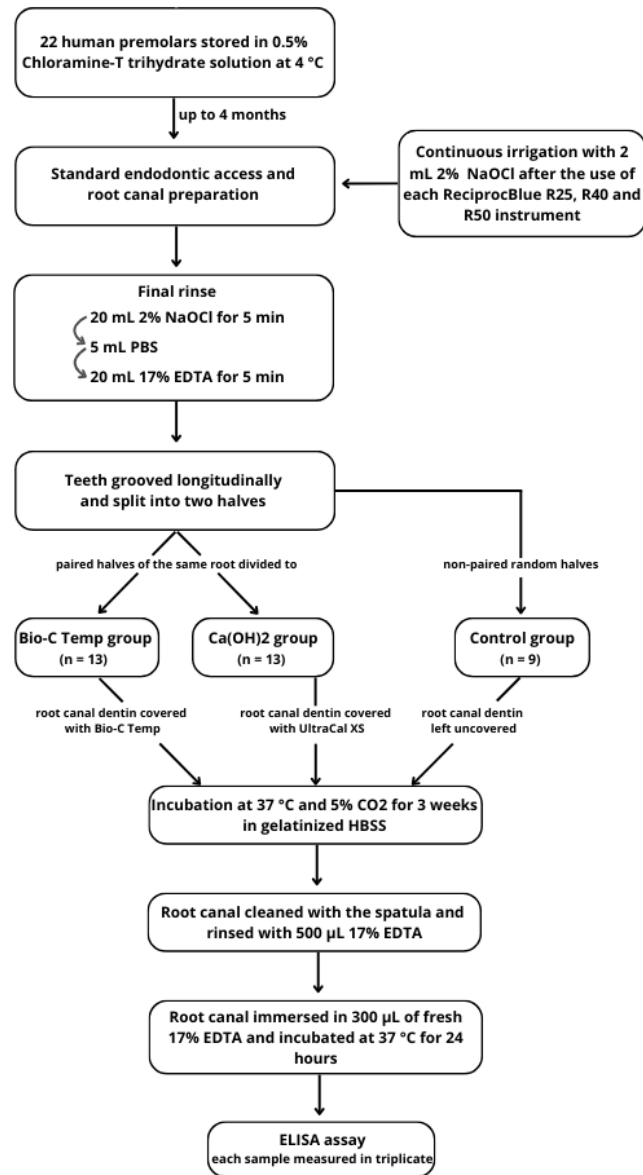 22 human premolars stored in 0.5%
Chloramine-T trihydrate solution at 4 °C
up to 4 months
Standard endodontic access and
root canal preparation
Continuous irrigation with 2
mL 2% NaOCl after the use of
each ReciprocBlue R25, R40 and
R50 instrument
Final rinse
20 mL 2% NaOCl for 5 min
5 mL PBS
20 mL 17% EDTA for 5 min
Teeth grooved longitudinally
and split into two halves
paired halves of the same root divided to
non-paired random halves
Bio-C Temp group
(n = 13)
Ca(OH)2 group
(n = 13)
Control group
(n = 9)
root canal dentin covered
with Bio-C Temp
root canal dentin covered
with UltraCal XS
root canal dentin
left uncovered
Incubation at 37 °C and 5% CO2 for 3 weeks
in gelatinized HBSS
Root canal cleaned with the spatula and
rinsed with 500 µL 17% EDTA
Root canal immersed in 300 µL of fresh
17% EDTA and incubated at 37 °C for 24
hours
ELISA assay
each sample measured in triplicate